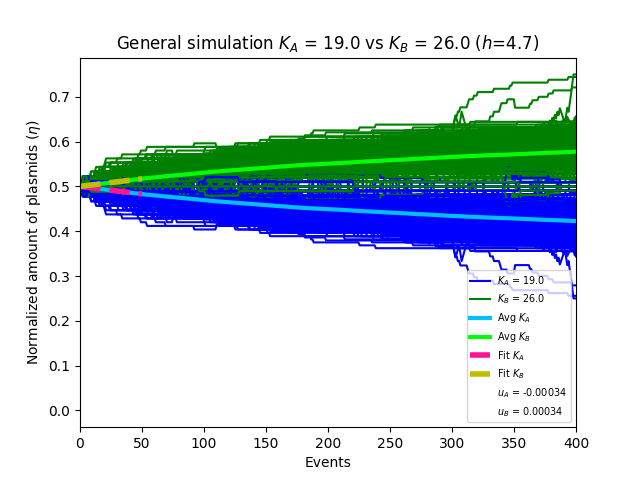 General simulation K_A = 19.0 vs K_B = 26.0 (h=4.7)
Normalized amount of plasmids (η)
0.7
0.6
0.5
0.4
0.3
0.2
0.1
0.0
K_A = 19.0
K_B = 26.0
Avg K_A
Avg K_B
Fit K_A
Fit K_B
u_A = -0.00034
u_B = 0.00034
0 50 100 150 200 250 300 350 400
Events